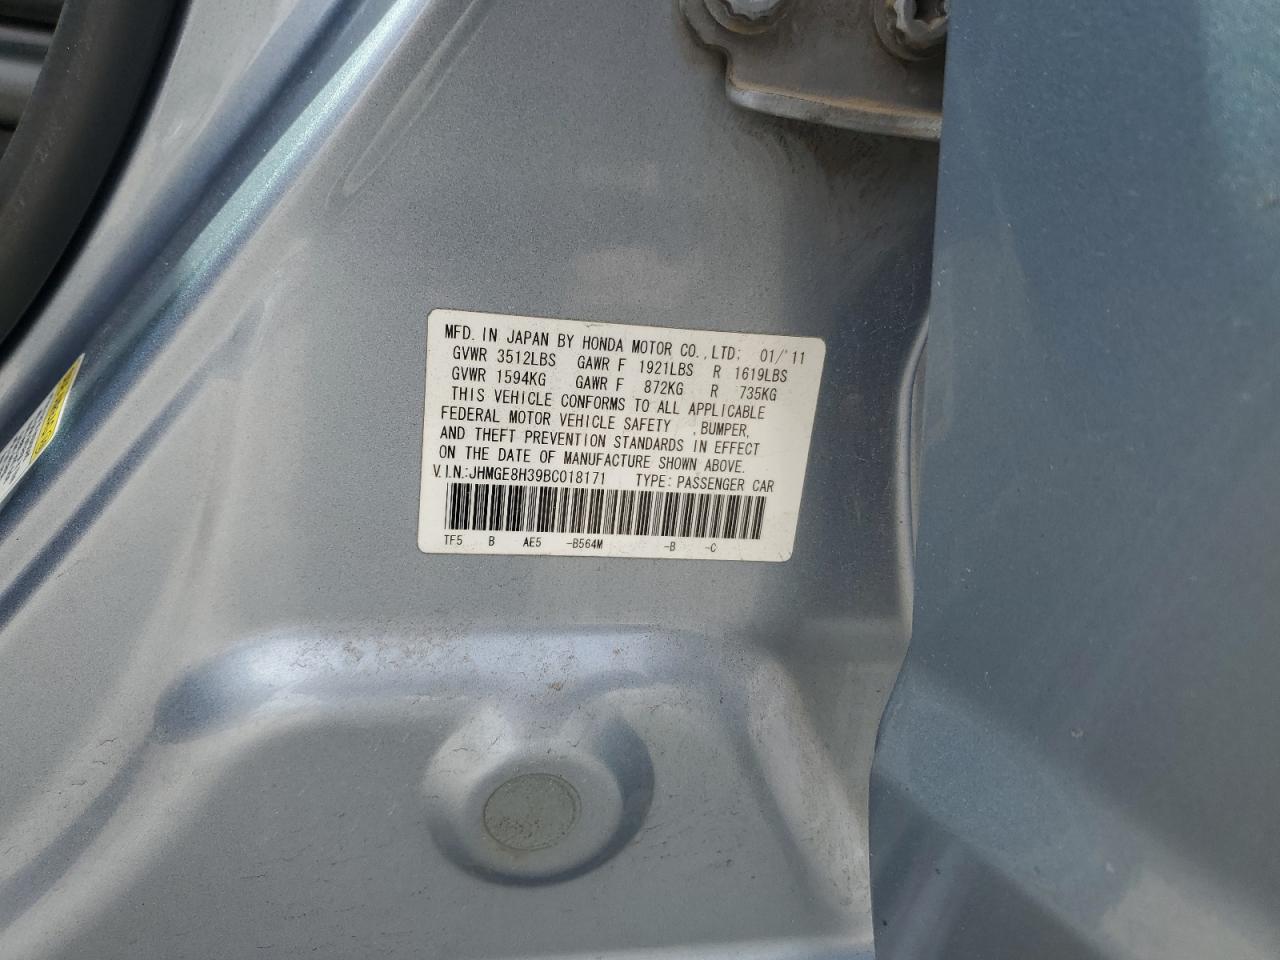 MFD. IN JAPAN BY HONDA MOTOR CO., LTD. 01/'11
GVWR 3512LBS GAWR F 1921LBS R 1619LBS
GVWR 1594KG GAWR F 872KG R 735KG
THIS VEHICLE CONFORMS TO ALL APPLICABLE
FEDERAL MOTOR VEHICLE SAFETY ,BUMPER,
AND THEFT PREVENTION STANDARDS IN EFFECT
ON THE DATE OF MANUFACTURE SHOWN ABOVE.
V.I.N.:JHMGE8H39BC018171 TYPE:PASSENGER CAR
TF5 B AE5 -B564M -B -C